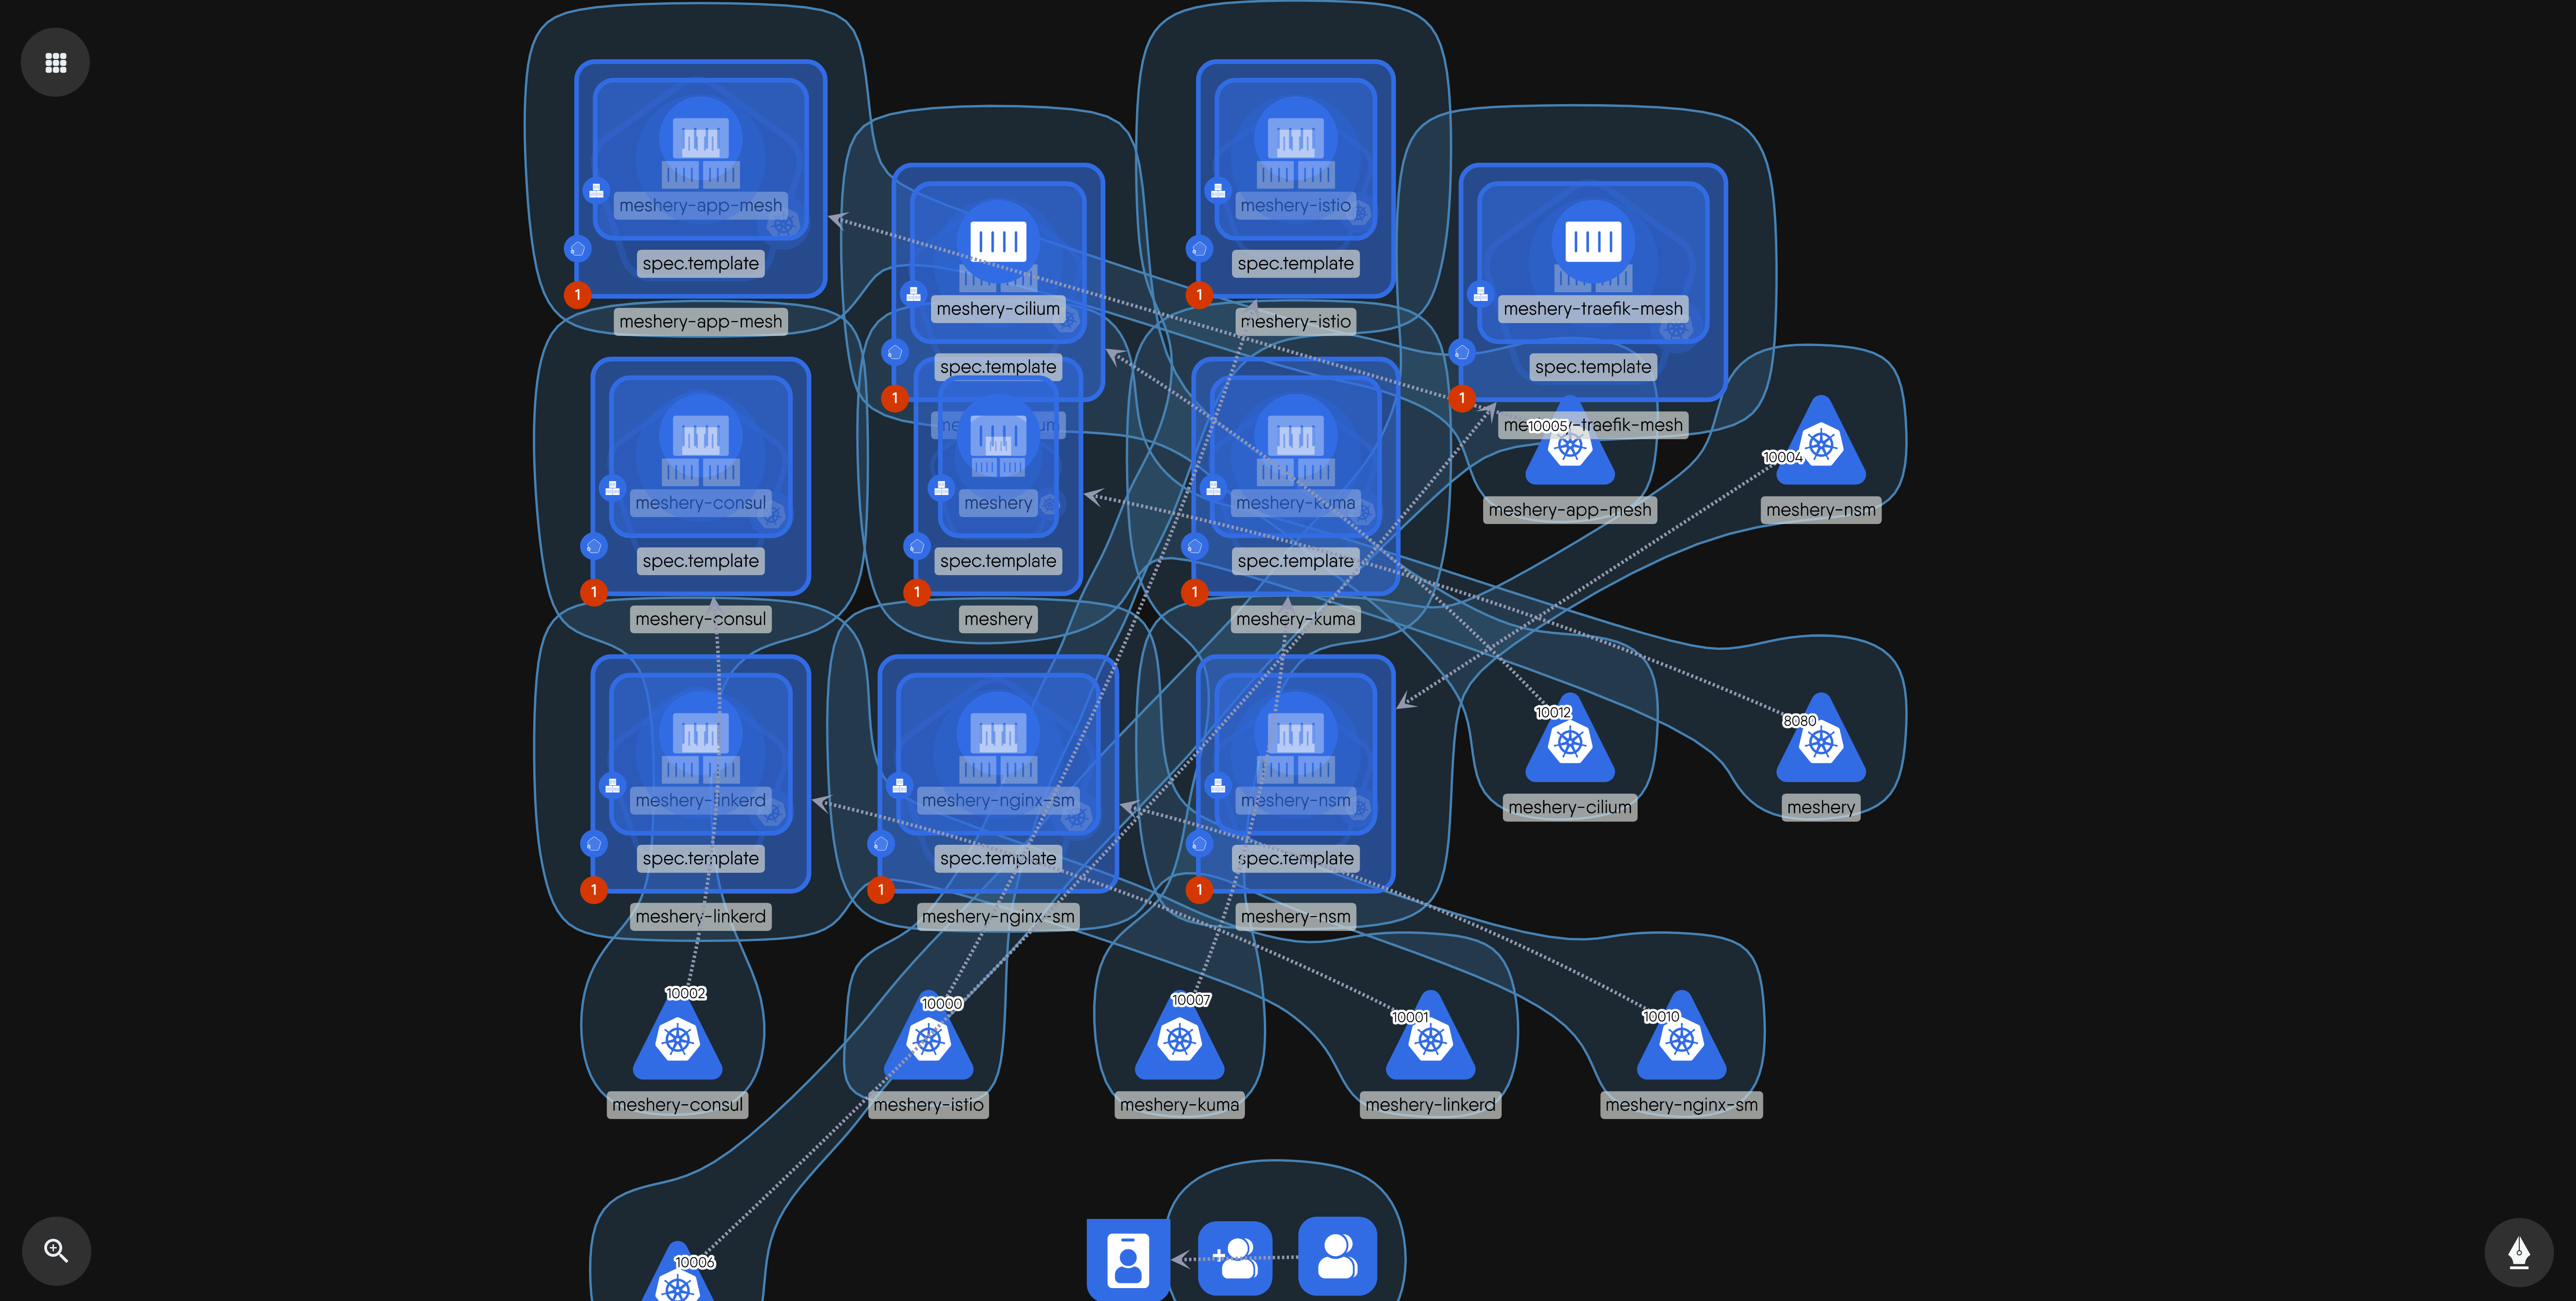 meshery-app-mesh
spec.template
1
meshery-app-mesh
meshery-cilium
spec.template
1
meshery-istio
spec.template
1
meshery-istio
meshery-traefik-mesh
spec.template
1
10005
10004
meshery-app-mesh
meshery-nsm
meshery-consul
spec.template
1
meshery-consul
meshery
spec.template
1
meshery
meshery-kuma
spec.template
1
meshery-kuma
10012
8080
meshery-cilium
meshery
meshery-linkerd
spec.template
1
meshery-linkerd
meshery-nginx-sm
spec.template
1
meshery-nginx-sm
meshery-nsm
spec.template
1
meshery-nsm
10002
10000
10007
10001
10010
meshery-consul
meshery-istio
meshery-kuma
meshery-linkerd
meshery-nginx-sm
10006